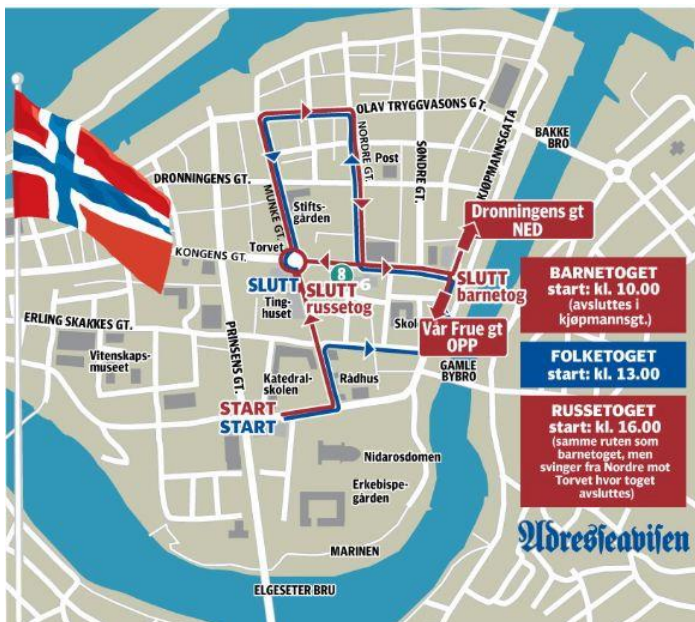 OLAV TRYGGVASONS GT.
BAKKE
BRO
KJØPMANNSGATA
NORDRE GT.
Post
SØNDRE GT.
DRONNINGENS GT.
MUNKE GT.
Stifts-
gården
Dronningens gt
NED
KONGENS GT.
Torvet
SLUTT
8
6
SLUTT
russetog
SLUTT
barnetog
Ting-
huset
Skole
Vår Frue gt
OPP
ERLING SKAKKES GT.
Vitenskaps-
museet
PRINSENS GT.
Katedral-
skolen
Rådhus
GAMLE
BYBRO
START
START
Nidarosdomen
Erkebispe-
gården
MARINEN
ELGESETER BRU
BARNETOGET
start: kl. 10.00
(avsluttes i
kjøpmannsgt.)
FOLKETOGET
start: kl. 13.00
RUSSETOGET
start: kl. 16.00
(samme ruten som
barnetoget, men
svinger fra Nordre mot
Torvet hvor toget
avsluttes)
Adresseavisen